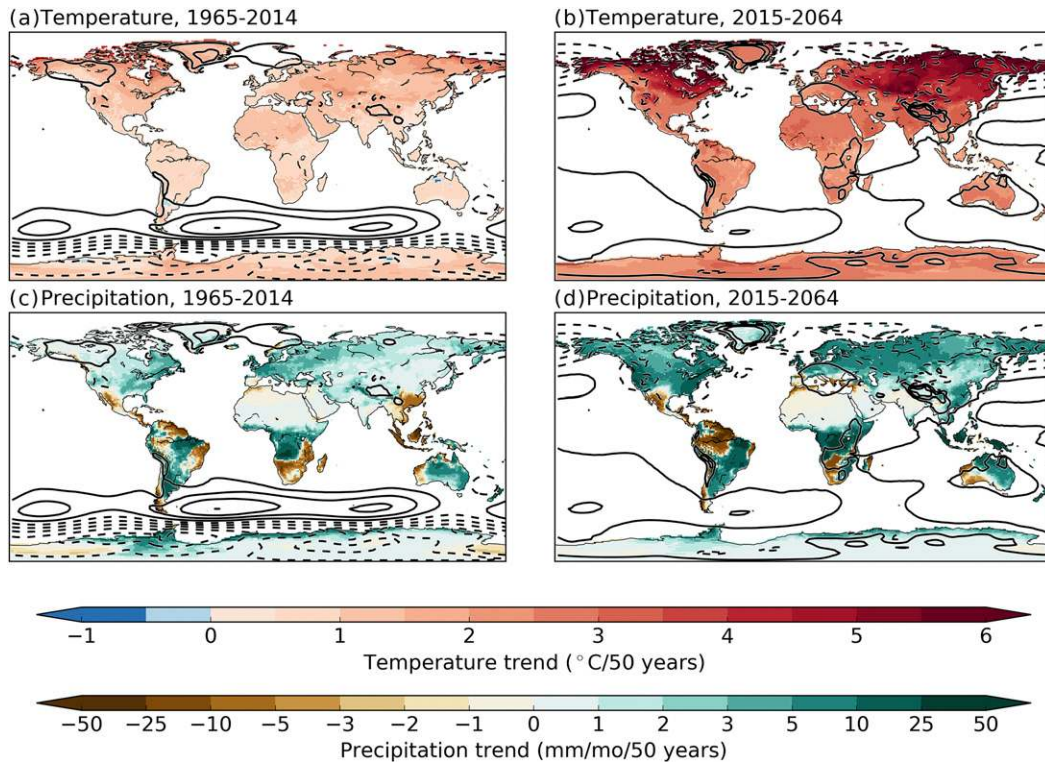 (a)Temperature, 1965-2014
(b)Temperature, 2015-2064
(c)Precipitation, 1965-2014
(d)Precipitation, 2015-2064
−1 0 1 2 3 4 5 6
Temperature trend (°C/50 years)
−50 −25 −10 −5 −3 −2 −1 0 1 2 3 5 10 25 50
Precipitation trend (mm/mo/50 years)